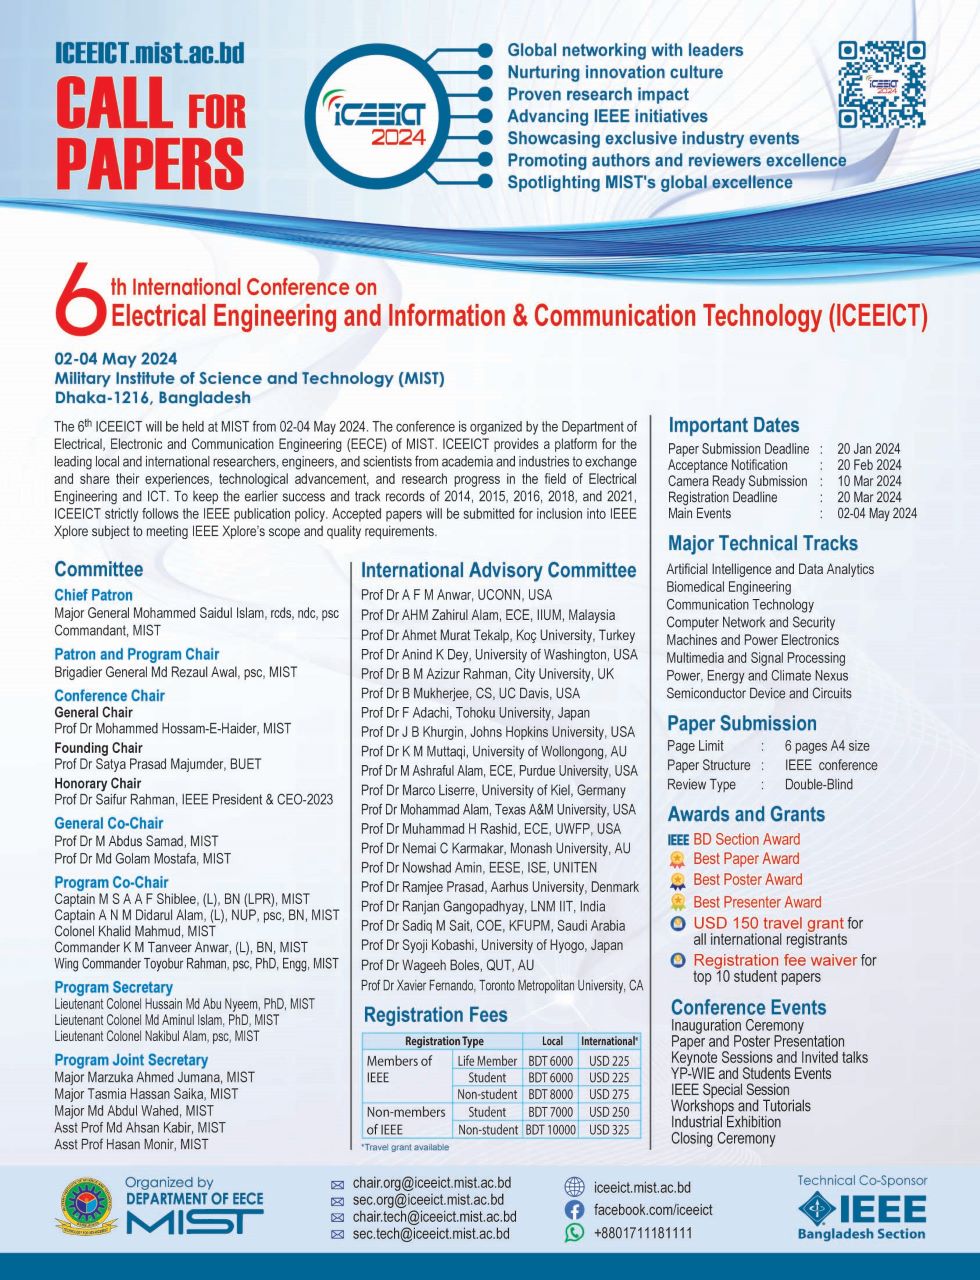 ICEEICT.mist.ac.bd
CALL FOR
PAPERS
iCEEiCT
2024
Global networking with leaders
Nurturing innovation culture
Proven research impact
Advancing IEEE initiatives
Showcasing exclusive industry events
Promoting authors and reviewers excellence
Spotlighting MIST's global excellence
iCEEiCT
2024
6th International Conference on
Electrical Engineering and Information & Communication Technology (ICEEICT)
02-04 May 2024
Military Institute of Science and Technology (MIST)
Dhaka-1216, Bangladesh
The 6th ICEEICT will be held at MIST from 02-04 May 2024. The conference is organized by the Department of
Electrical, Electronic and Communication Engineering (EECE) of MIST. ICEEICT provides a platform for the
leading local and international researchers, engineers, and scientists from academia and industries to exchange
and share their experiences, technological advancement, and research progress in the field of Electrical
Engineering and ICT. To keep the earlier success and track records of 2014, 2015, 2016, 2018, and 2021,
ICEEICT strictly follows the IEEE publication policy. Accepted papers will be submitted for inclusion into IEEE
Xplore subject to meeting IEEE Xplore's scope and quality requirements.
Committee
Chief Patron
Major General Mohammed Saidul Islam, rcds, ndc, psc
Commandant, MIST
Patron and Program Chair
Brigadier General Md Rezaul Awal, psc, MIST
Conference Chair
General Chair
Prof Dr Mohammed Hossam-E-Haider, MIST
Founding Chair
Prof Dr Satya Prasad Majumder, BUET
Honorary Chair
Prof Dr Saifur Rahman, IEEE President & CEO-2023
General Co-Chair
Prof Dr M Abdus Samad, MIST
Prof Dr Md Golam Mostafa, MIST
Program Co-Chair
Captain M S A A F Shiblee, (L), BN (LPR), MIST
Captain A N M Didarul Alam, (L), NUP, psc, BN, MIST
Colonel Khalid Mahmud, MIST
Commander K M Tanveer Anwar, (L), BN, MIST
Wing Commander Toyobur Rahman, psc, PhD, Engg, MIST
Program Secretary
Lieutenant Colonel Hussain Md Abu Nyeem, PhD, MIST
Lieutenant Colonel Md Aminul Islam, PhD, MIST
Lieutenant Colonel Nakibul Alam, psc, MIST
Program Joint Secretary
Major Marzuka Ahmed Jumana, MIST
Major Tasmia Hassan Saika, MIST
Major Md Abdul Wahed, MIST
Asst Prof Md Ahsan Kabir, MIST
Asst Prof Hasan Monir, MIST
International Advisory Committee
Prof Dr A F M Anwar, UCONN, USA
Prof Dr AHM Zahirul Alam, ECE, IIUM, Malaysia
Prof Dr Ahmet Murat Tekalp, Koç University, Turkey
Prof Dr Anind K Dey, University of Washington, USA
Prof Dr B M Azizur Rahman, City University, UK
Prof Dr B Mukherjee, CS, UC Davis, USA
Prof Dr F Adachi, Tohoku University, Japan
Prof Dr J B Khurgin, Johns Hopkins University, USA
Prof Dr K M Muttaqi, University of Wollongong, AU
Prof Dr M Ashraful Alam, ECE, Purdue University, USA
Prof Dr Marco Liserre, University of Kiel, Germany
Prof Dr Mohammad Alam, Texas A&M University, USA
Prof Dr Muhammad H Rashid, ECE, UWFP, USA
Prof Dr Nemai C Karmakar, Monash University, AU
Prof Dr Nowshad Amin, EESE, ISE, UNITEN
Prof Dr Ramjee Prasad, Aarhus University, Denmark
Prof Dr Ranjan Gangopadhyay, LNM IIT, India
Prof Dr Sadiq M Sait, COE, KFUPM, Saudi Arabia
Prof Dr Syoji Kobashi, University of Hyogo, Japan
Prof Dr Wageeh Boles, QUT, AU
Prof Dr Xavier Fernando, Toronto Metropolitan University, CA
Registration Fees
Registration Type Local International*
Members of IEEE Life Member BDT 6000 USD 225
Student BDT 6000 USD 225
Non-student BDT 8000 USD 275
Non-members of IEEE Student BDT 7000 USD 250
Non-student BDT 10000 USD 325
*Travel grant available
Important Dates
Paper Submission Deadline : 20 Jan 2024
Acceptance Notification : 20 Feb 2024
Camera Ready Submission : 10 Mar 2024
Registration Deadline : 20 Mar 2024
Main Events : 02-04 May 2024
Major Technical Tracks
Artificial Intelligence and Data Analytics
Biomedical Engineering
Communication Technology
Computer Network and Security
Machines and Power Electronics
Multimedia and Signal Processing
Power, Energy and Climate Nexus
Semiconductor Device and Circuits
Paper Submission
Page Limit : 6 pages A4 size
Paper Structure : IEEE conference
Review Type : Double-Blind
Awards and Grants
IEEE BD Section Award
Best Paper Award
Best Poster Award
Best Presenter Award
USD 150 travel grant for
all international registrants
Registration fee waiver for
top 10 student papers
Conference Events
Inauguration Ceremony
Paper and Poster Presentation
Keynote Sessions and Invited talks
YP-WIE and Students Events
IEEE Special Session
Workshops and Tutorials
Industrial Exhibition
Closing Ceremony
Organized by
DEPARTMENT OF EECE
MIST
chair.org@iceeict.mist.ac.bd
sec.org@iceeict.mist.ac.bd
chair.tech@iceeict.mist.ac.bd
sec.tech@iceeict.mist.ac.bd
iceeict.mist.ac.bd
facebook.com/iceeict
+8801711181111
Technical Co-Sponsor
IEEE
Bangladesh Section